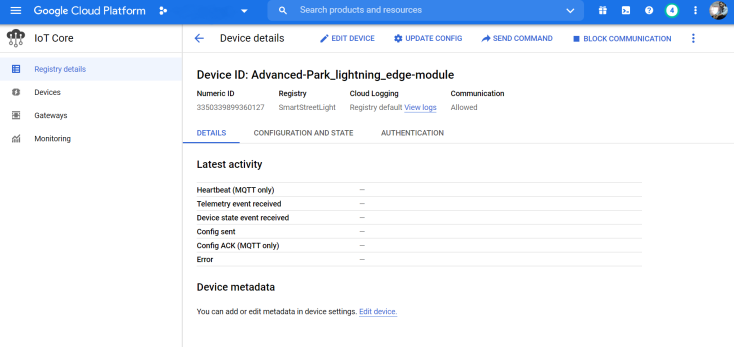 Google Cloud Platform
Search products and resources
4
IoT Core
Device details
EDIT DEVICE
UPDATE CONFIG
SEND COMMAND
BLOCK COMMUNICATION
Registry details
Devices
Gateways
Monitoring
Device ID: Advanced-Park_lightning_edge-module
Numeric ID Registry Cloud Logging Communication
3350339899360127 SmartStreetLight Registry default View logs Allowed
DETAILS CONFIGURATION AND STATE AUTHENTICATION
Latest activity
Heartbeat (MQTT only) —
Telemetry event received —
Device state event received —
Config sent —
Config ACK (MQTT only) —
Error —
Device metadata
You can add or edit metadata in device settings. Edit device.